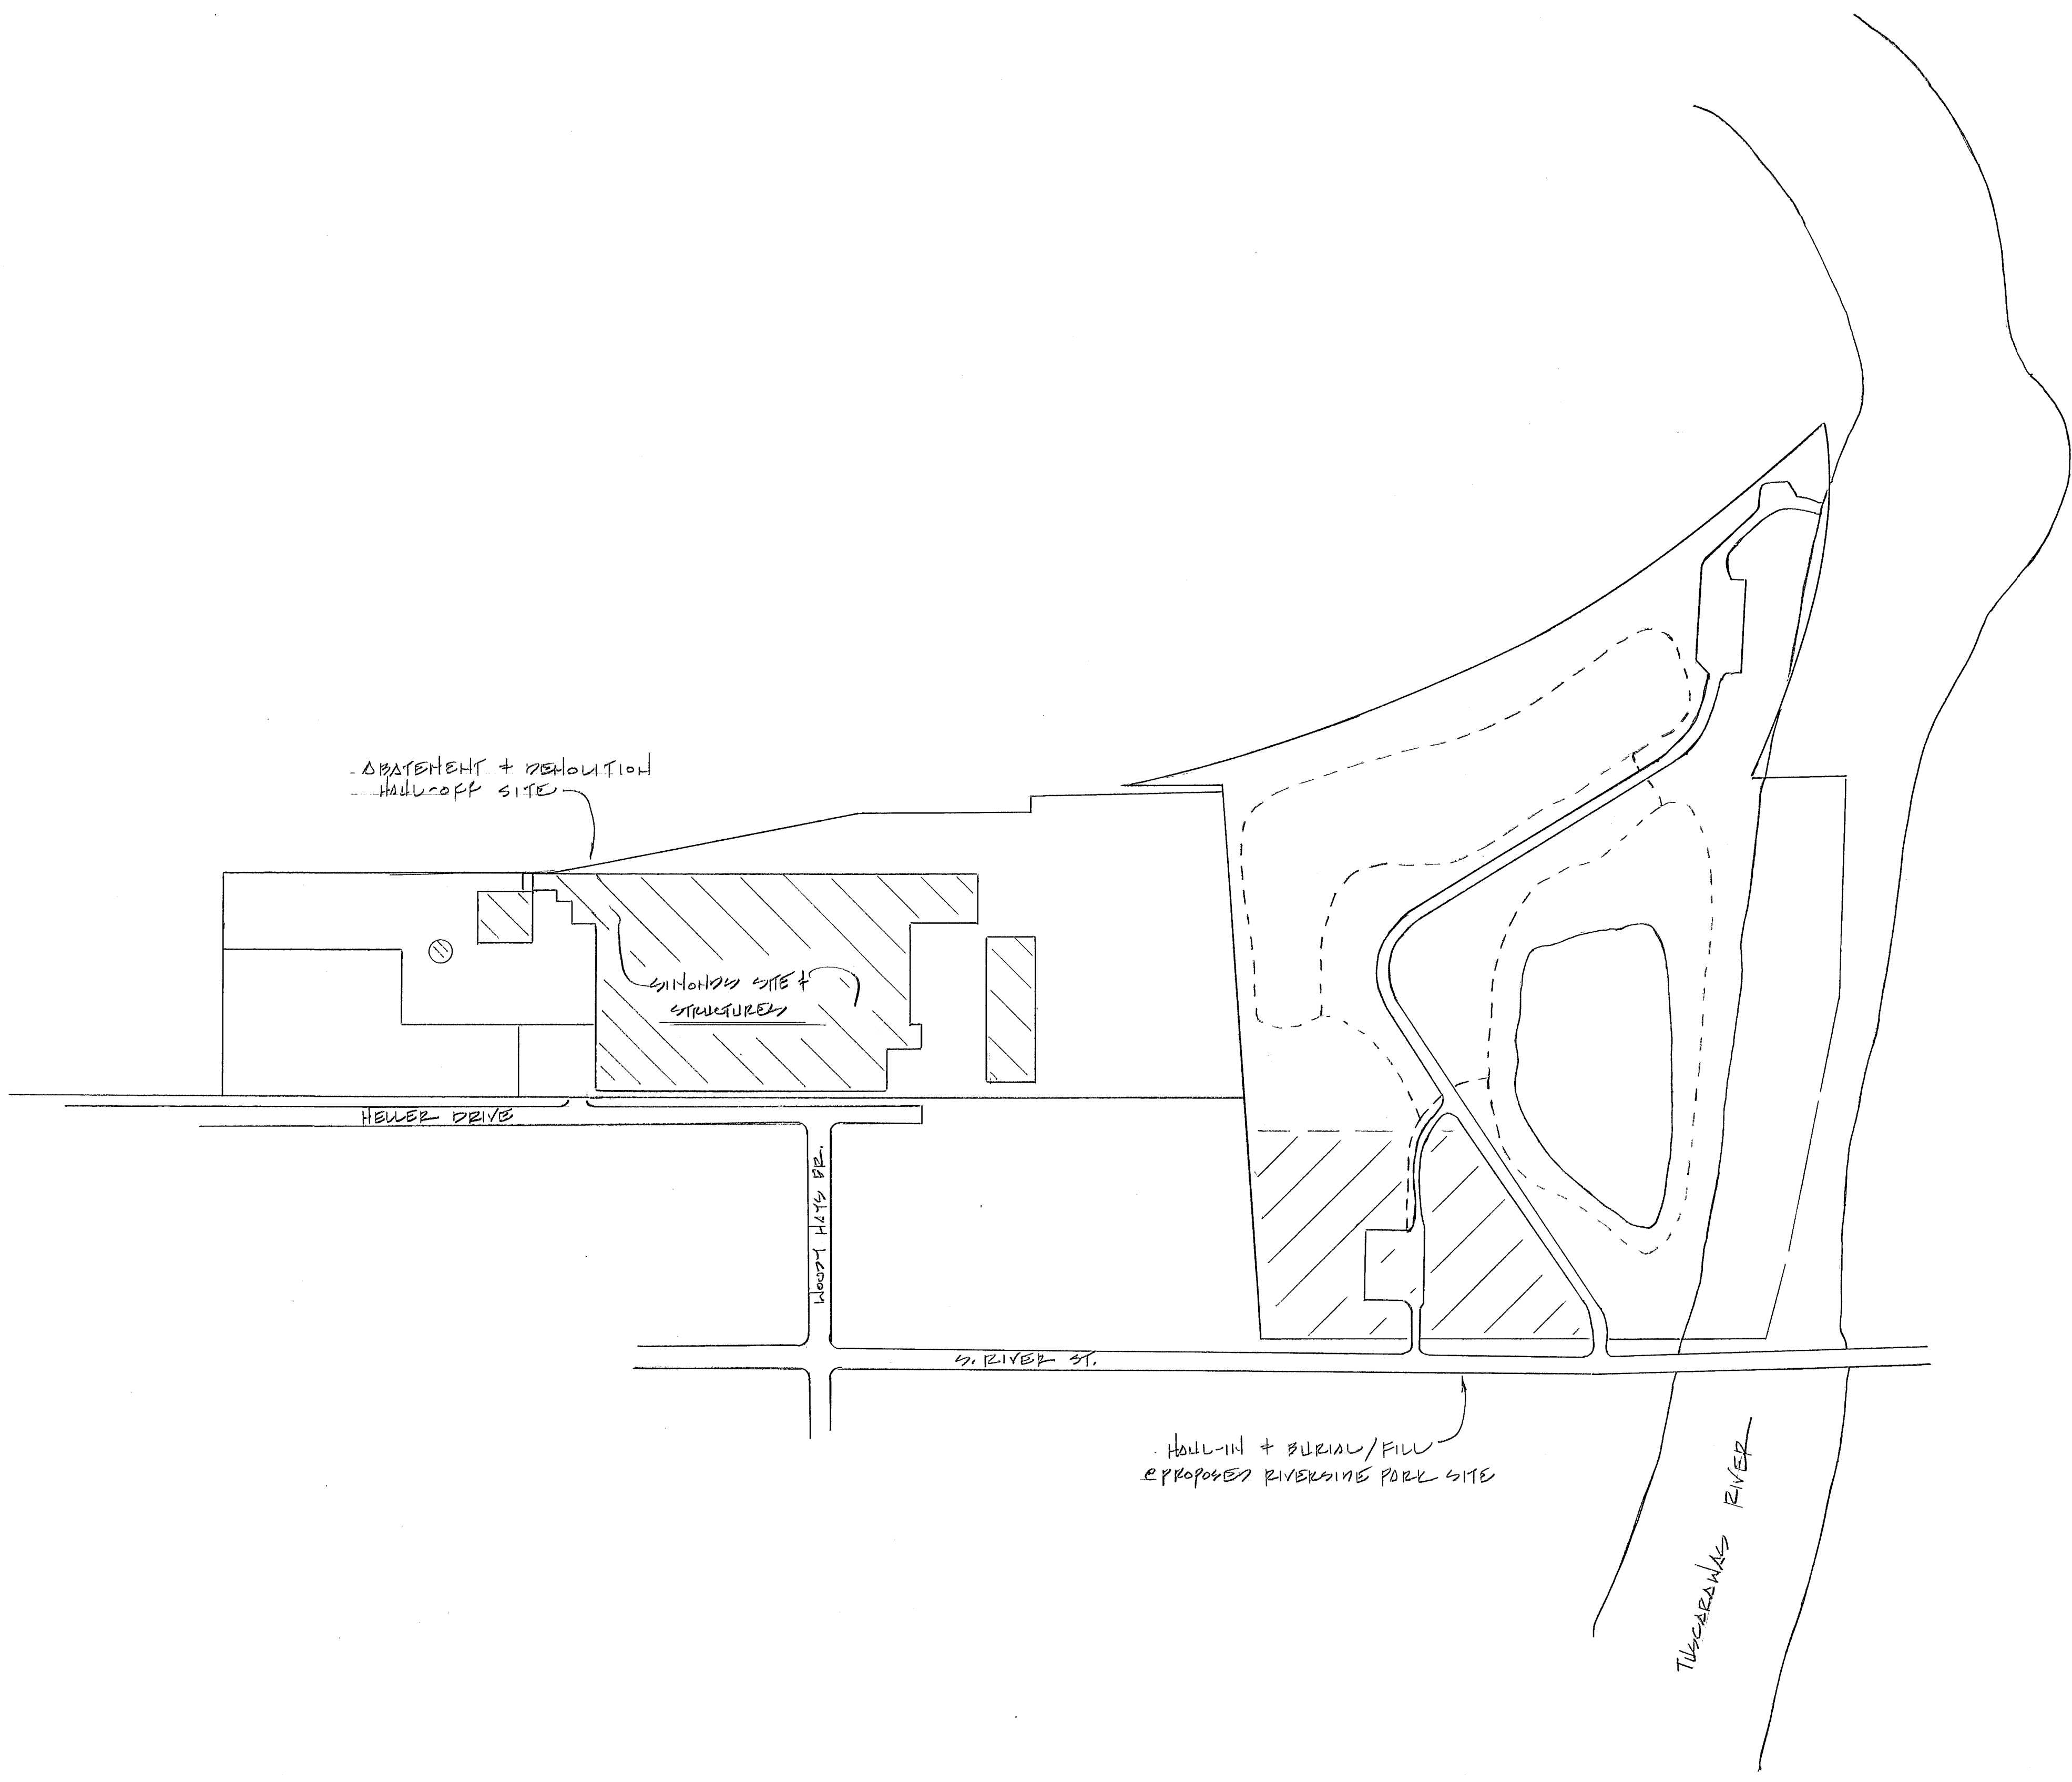 ABATEMENT + DEMOLITION
HAUL-OFF SITE
SIMONDS SITE +
STRUCTURES
HELLER DRIVE
WOODY HAYS DR.
S. RIVER ST.
HAUL-IN + BURIAL/FILL
@ PROPOSED RIVERSIDE PARK SITE
TUSCARAWAS RIVER